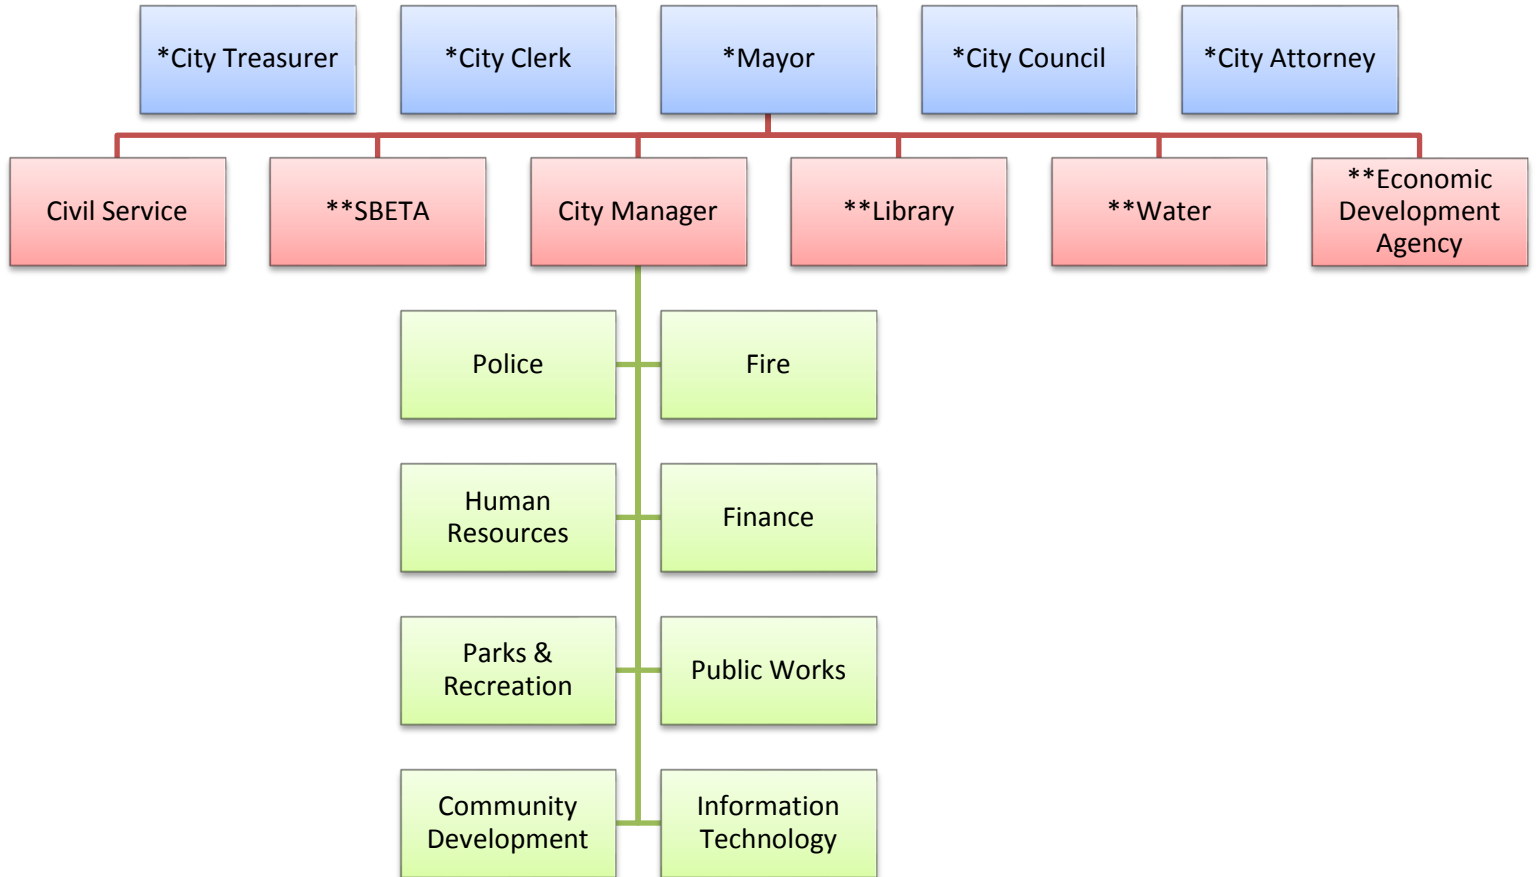 *City Treasurer
*City Clerk
*Mayor
*City Council
*City Attorney
Civil Service
**SBETA
City Manager
**Library
**Water
**Economic
Development
Agency
Police
Fire
Human
Resources
Finance
Parks &
Recreation
Public Works
Community
Development
Information
Technology